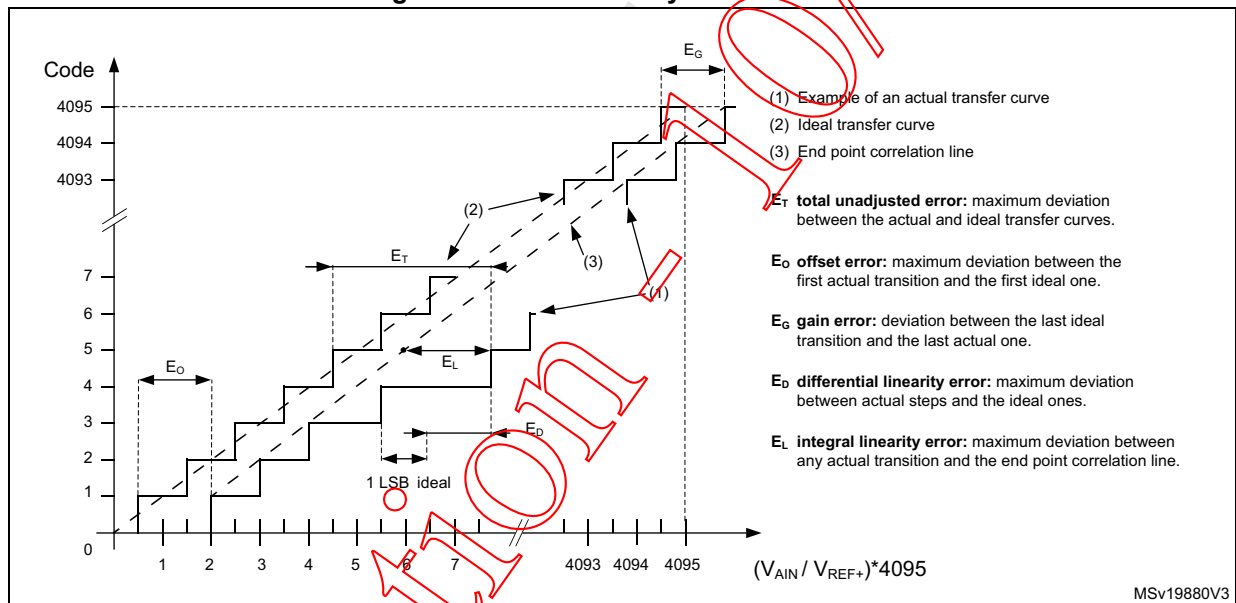 Code
4095
4094
4093
7
6
5
4
3
2
1
0
1 2 3 4 5 6 7 4093 4094 4095
(VAIN / VREF+)*4095
EG
(2)
ET
(3)
(1)
EO
EL
ED
1 LSB ideal
(1) Example of an actual transfer curve
(2) Ideal transfer curve
(3) End point correlation line
ET total unadjusted error: maximum deviation
between the actual and ideal transfer curves.
EO offset error: maximum deviation between the
first actual transition and the first ideal one.
EG gain error: deviation between the last ideal
transition and the last actual one.
ED differential linearity error: maximum deviation
between actual steps and the ideal ones.
EL integral linearity error: maximum deviation between
any actual transition and the end point correlation line.
MSv19880V3